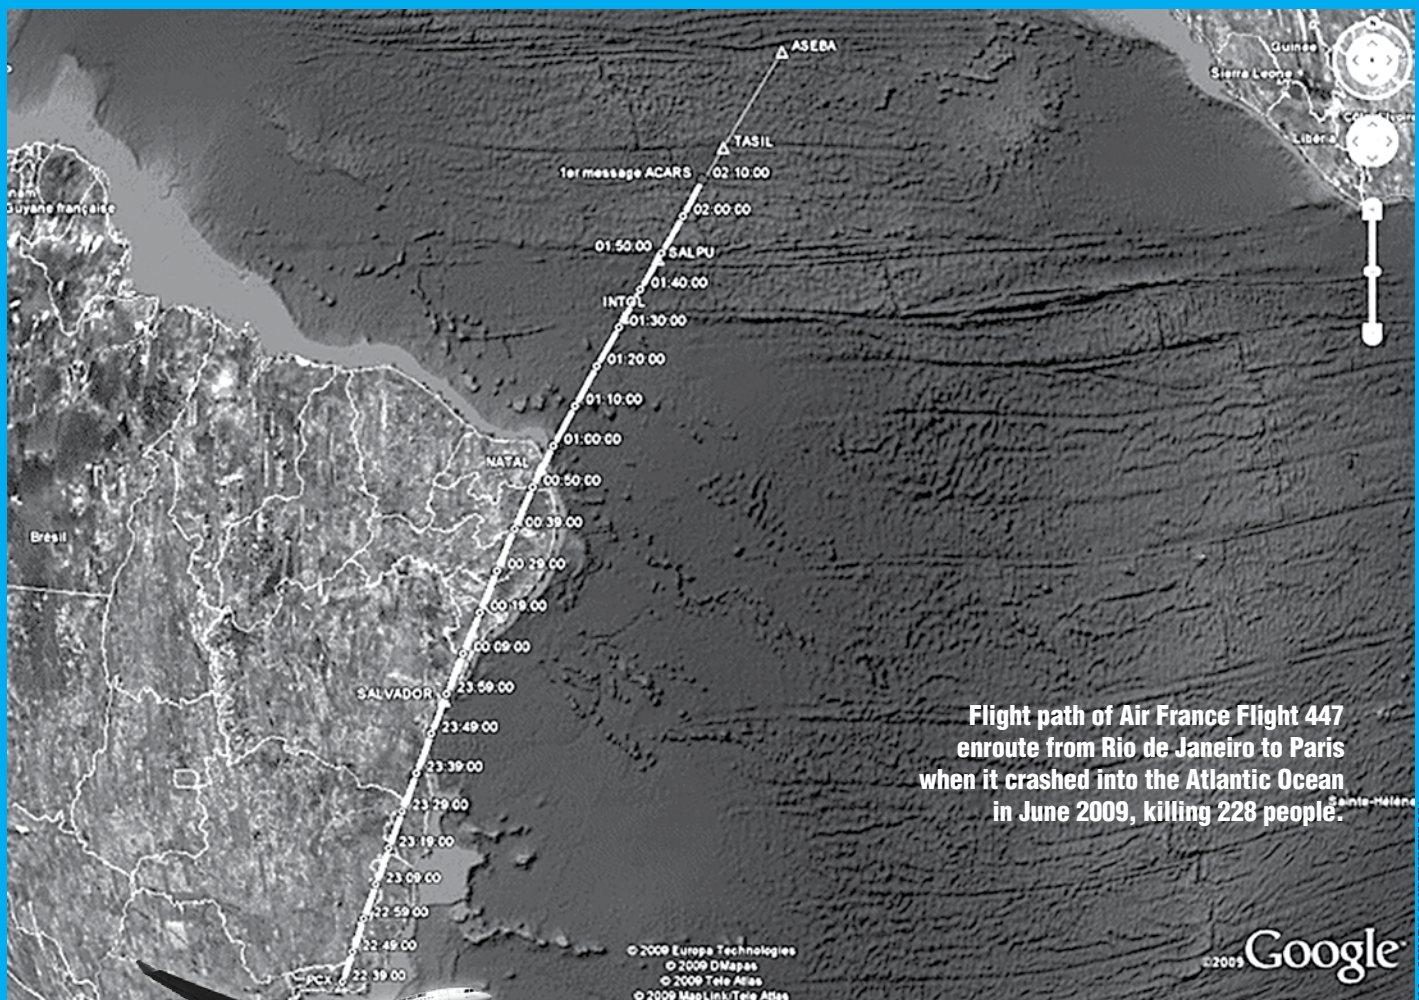 ASEBA
Guinée
Sierra Leone
Libéria
TASIL
1er message ACARS 02:10:00
Guyane française
02:00:00
01:50:00 SALPU
01:40:00
INTOL
01:30:00
01:20:00
01:10:00
01:00:00
NATAL
00:50:00
00:39:00
Brésil
00:29:00
00:19:00
00:09:00
SALVADOR 23:59:00
23:49:00
23:39:00
23:29:00
23:19:00
23:09:00
22:59:00
22:49:00
PCX 22:39:00
Flight path of Air France Flight 447
enroute from Rio de Janeiro to Paris
when it crashed into the Atlantic Ocean
in June 2009, killing 228 people.
Sainte-Hélène
© 2009 Europa Technologies
© 2009 DMapas
© 2009 Tele Atlas
© 2009 MapLink/Tele Atlas
©2009 Google